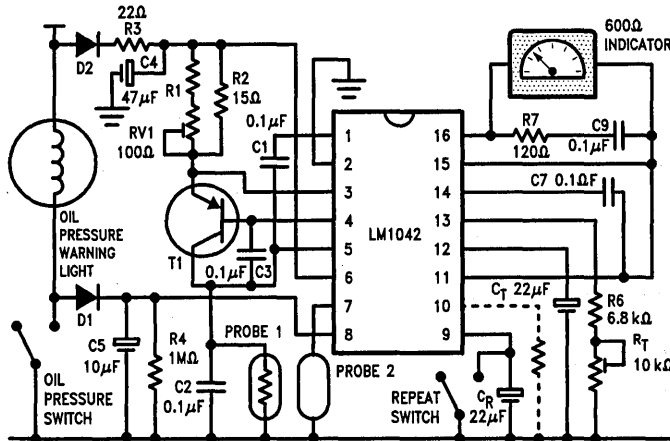 22Ω
R3
D2
C4
47μF
R1
R2
15Ω
RV1
100Ω
0.1μF
C1
T1
0.1μF
C3
OIL
PRESSURE
WARNING
LIGHT
D1
C5
10μF
R4
1MΩ
C2
0.1μF
OIL
PRESSURE
SWITCH
PROBE 1
PROBE 2
LM1042
1
2
3
4
5
6
7
8
16
15
14
13
12
11
10
9
600Ω
INDICATOR
R7
120Ω
C9
0.1μF
C7 0.1ΩF
CT 22μF
R6
6.8 kΩ
RT
10 kΩ
REPEAT
SWITCH
CR
22μF